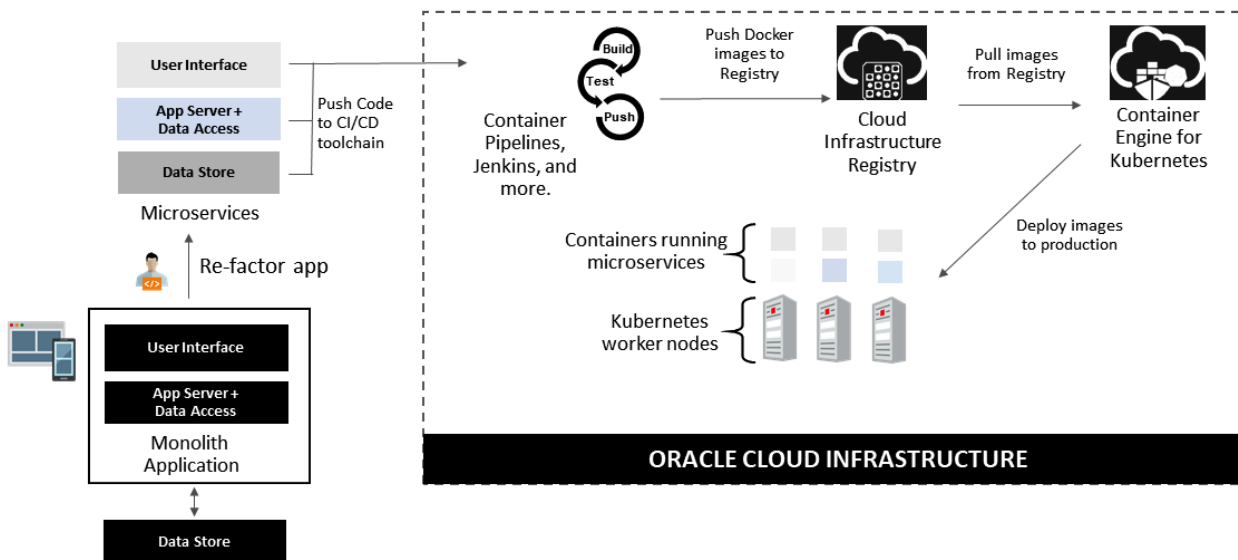 User Interface
App Server +
Data Access
Data Store
Microservices
Push Code
to CI/CD
toolchain
Re-factor app
</>
User Interface
App Server +
Data Access
Monolith
Application
Data Store
Container
Pipelines,
Jenkins, and
more.
Build
Test
Push
Push Docker
images to
Registry
Cloud
Infrastructure
Registry
Pull images
from Registry
Container
Engine for
Kubernetes
Deploy images
to production
Containers running
microservices
Kubernetes
worker nodes
ORACLE CLOUD INFRASTRUCTURE